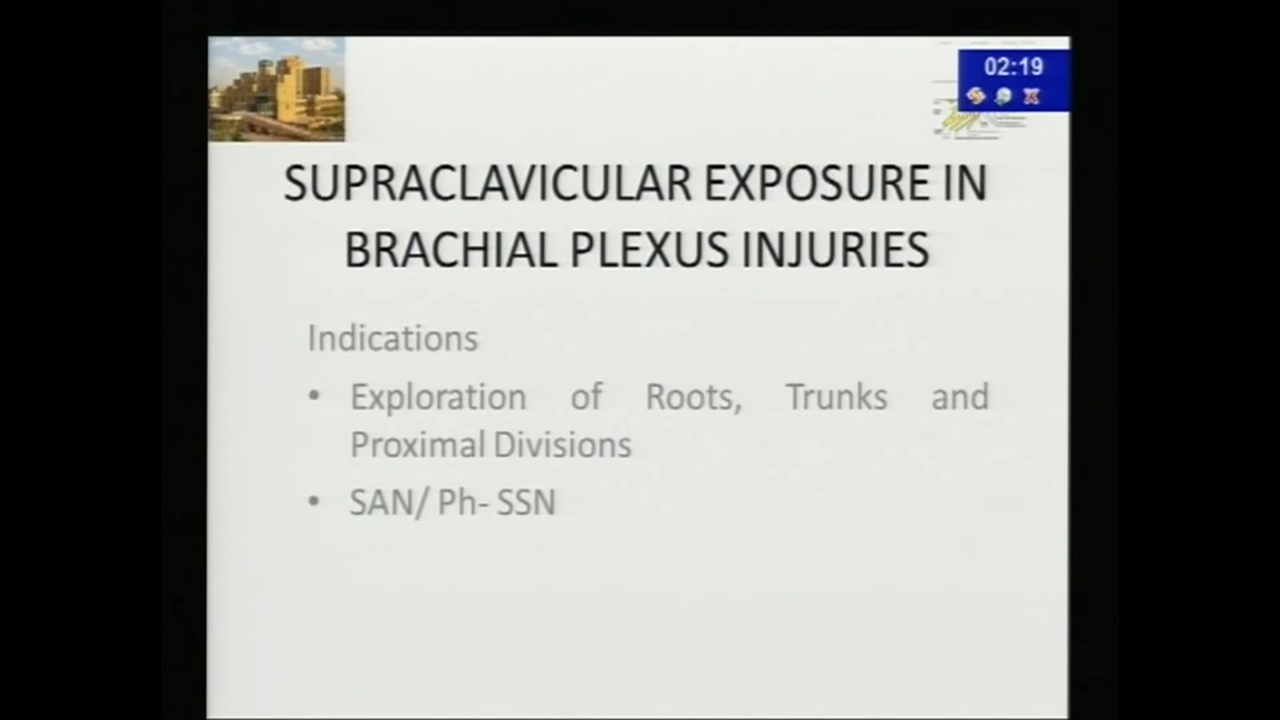 02:19
SUPRACLAVICULAR EXPOSURE IN
BRACHIAL PLEXUS INJURIES
Indications
• Exploration of Roots, Trunks and
Proximal Divisions
• SAN/ Ph- SSN